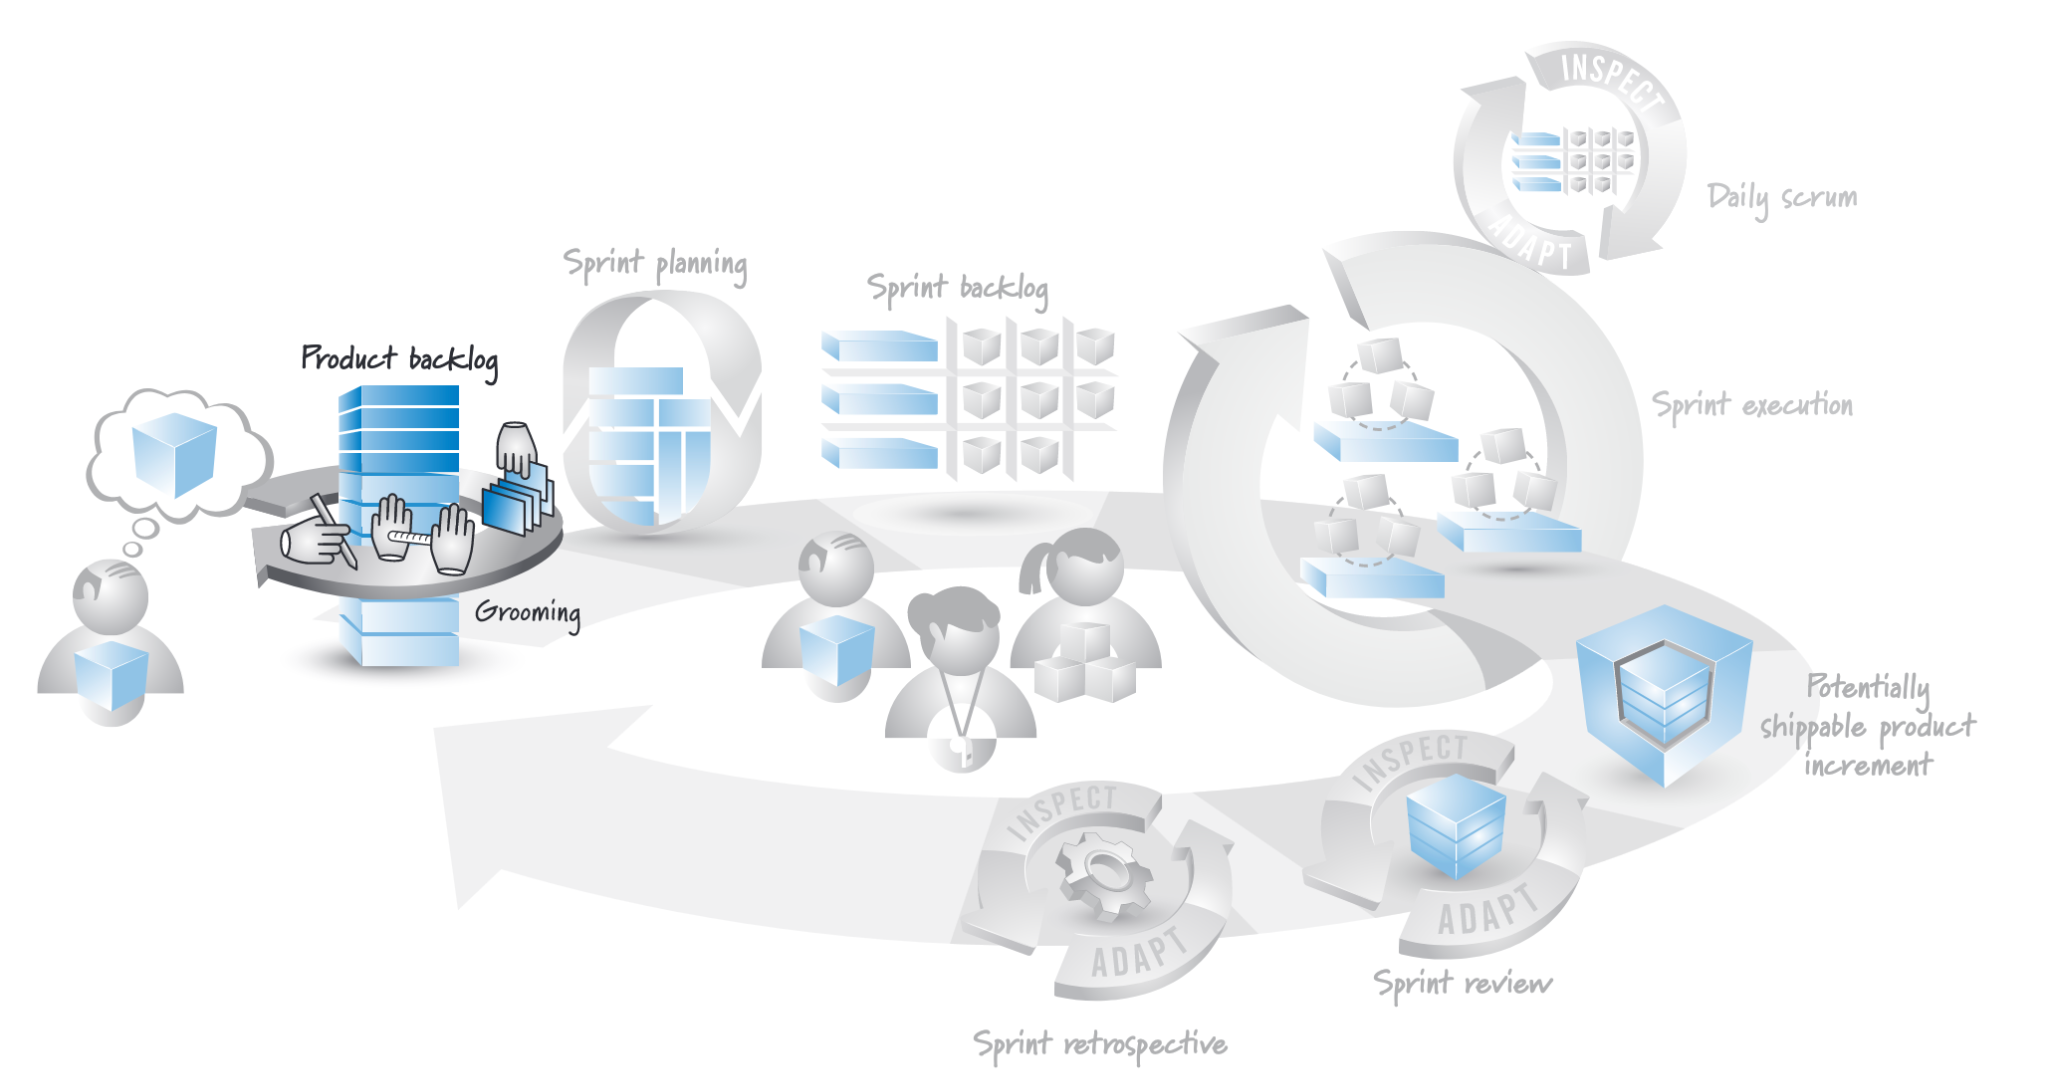 INSPECT
ADAPT
Daily scrum
Sprint planning
Sprint backlog
Product backlog
Sprint execution
Grooming
Potentially
shippable product
increment
INSPECT
ADAPT
Sprint review
INSPECT
ADAPT
Sprint retrospective